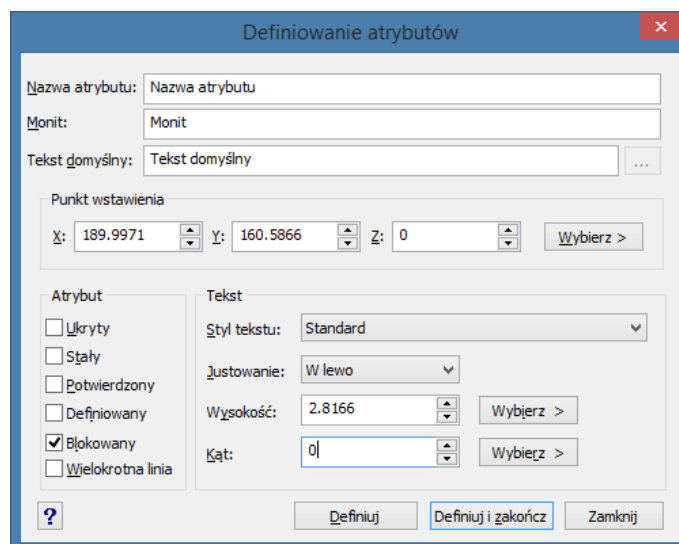 Definiowanie atrybutów
Nazwa atrybutu: Nazwa atrybutu
Monit: Monit
Tekst domyślny: Tekst domyślny ...
Punkt wstawienia
X: 189.9971 Y: 160.5866 Z: 0 Wybierz >
Atrybut
Ukryty
Stały
Potwierdzony
Definiowany
Blokowany
Wielokrotna linia
Tekst
Styl tekstu: Standard
Justowanie: W lewo
Wysokość: 2.8166 Wybierz >
Kąt: 0 Wybierz >
? Definiuj Definiuj i zakończ Zamknij